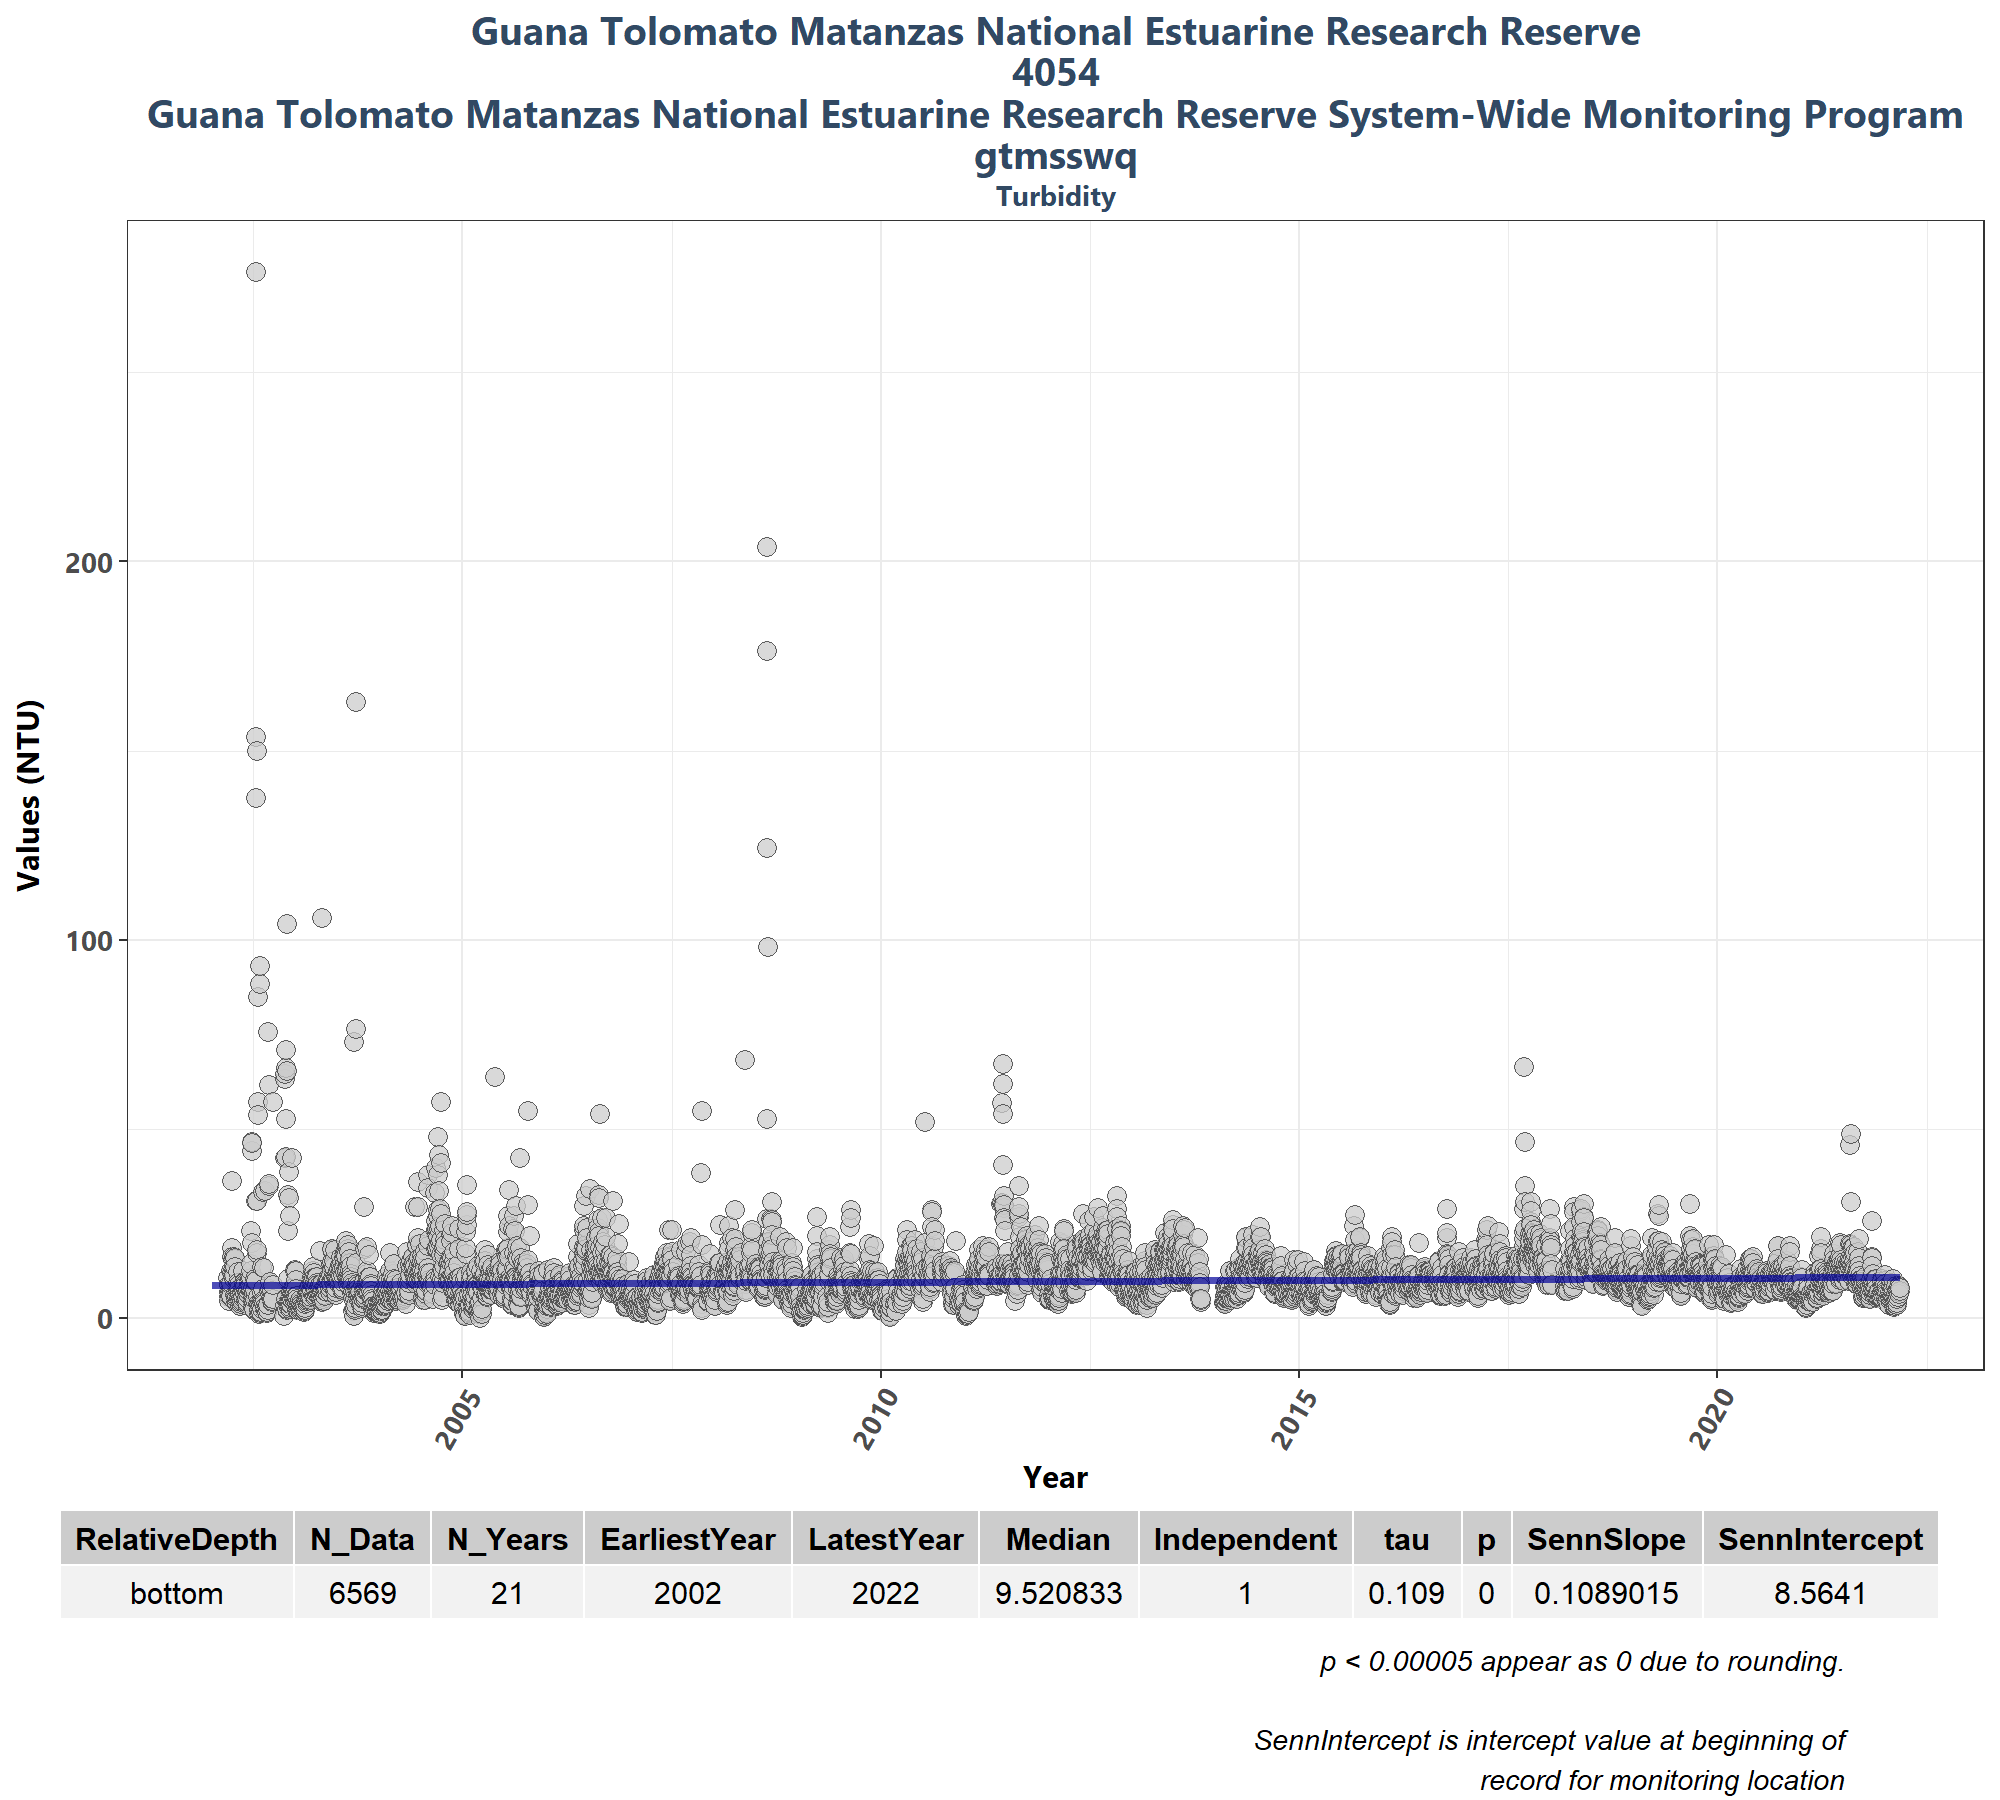 Guana Tolomato Matanzas National Estuarine Research Reserve
4054
Guana Tolomato Matanzas National Estuarine Research Reserve System-Wide Monitoring Program
gtmsswq
Turbidity
Values (NTU)
200
100
0
2005 2010 2015 2020
Year
RelativeDepth N_Data N_Years EarliestYear LatestYear Median Independent tau p SennSlope SennIntercept
bottom 6569 21 2002 2022 9.520833 1 0.109 0 0.1089015 8.5641
p < 0.00005 appear as 0 due to rounding.
SennIntercept is intercept value at beginning of
record for monitoring location